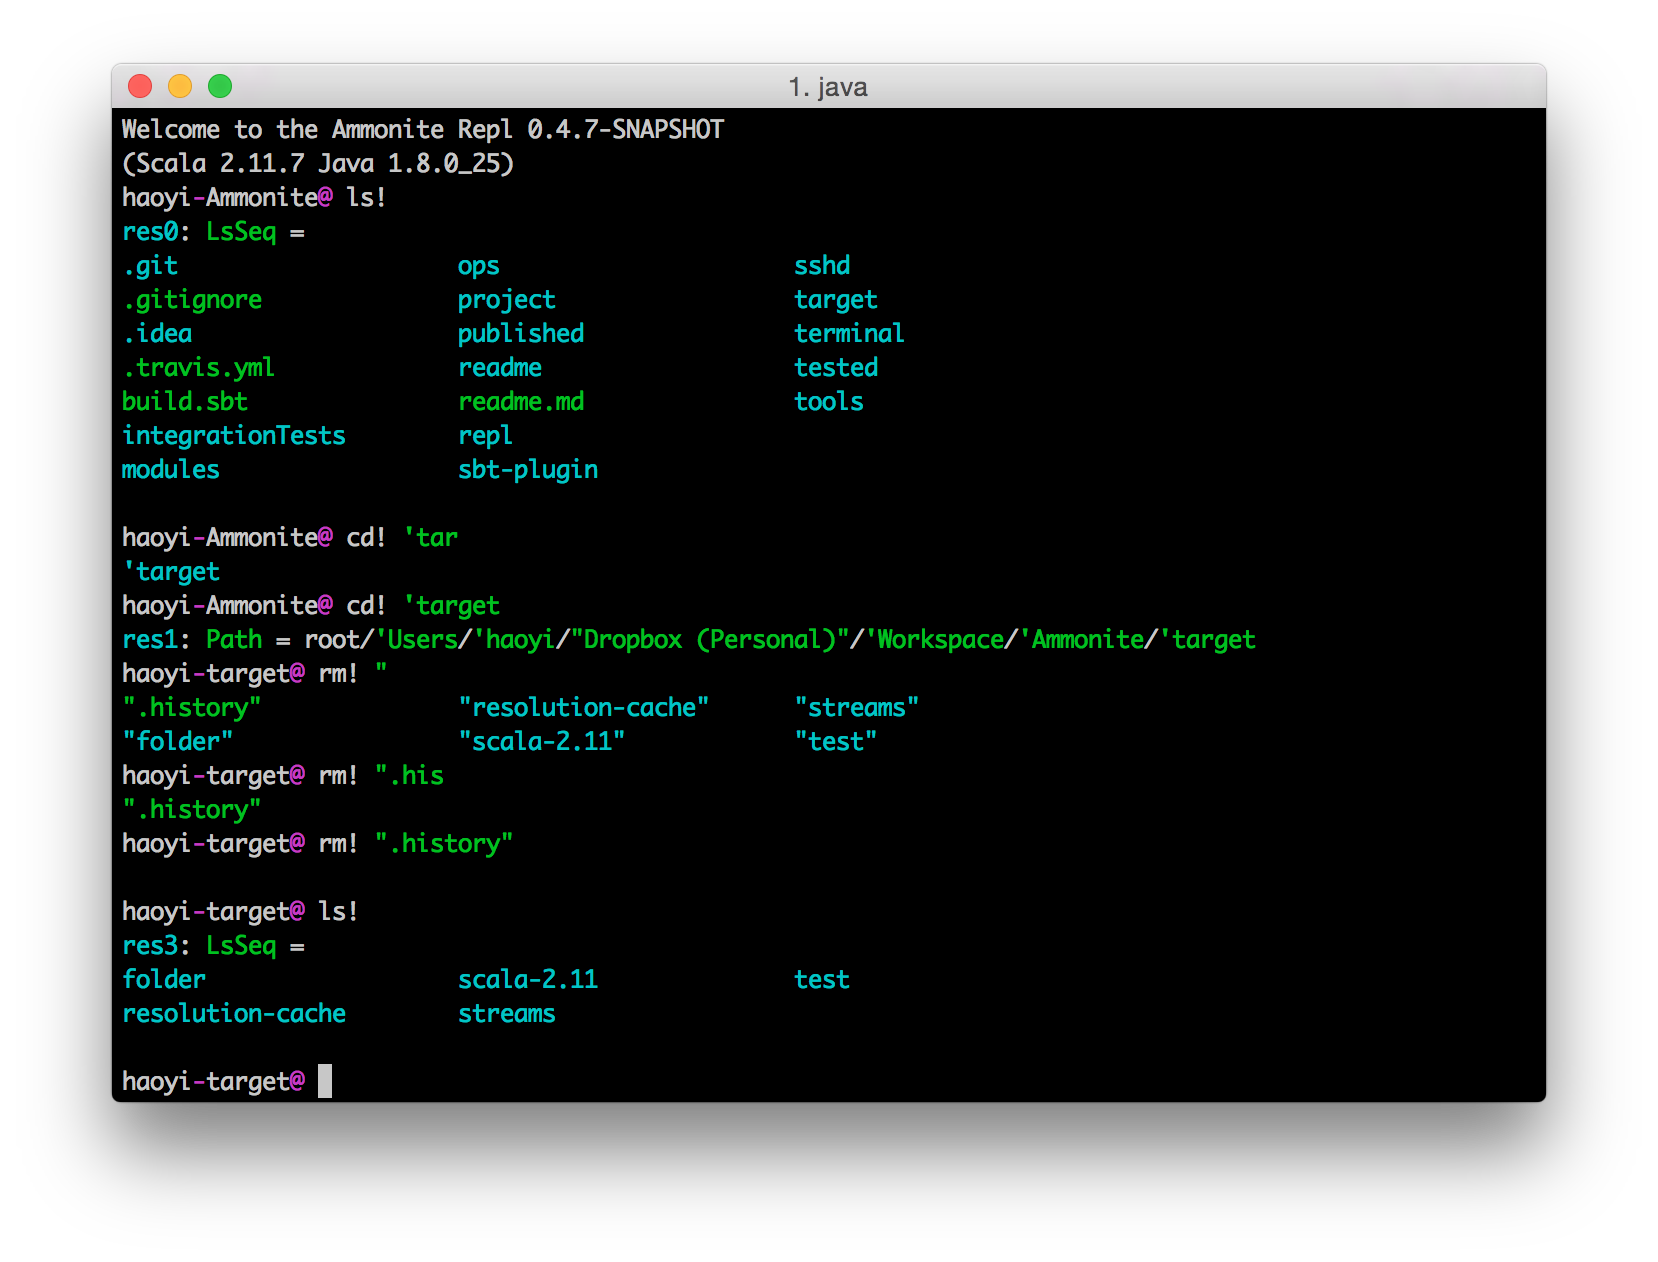 1. java
Welcome to the Ammonite Repl 0.4.7-SNAPSHOT
(Scala 2.11.7 Java 1.8.0_25)
haoyi-Ammonite@ ls!
res0: LsSeq =
.git ops sshd
.gitignore project target
.idea published terminal
.travis.yml readme tested
build.sbt readme.md tools
integrationTests repl
modules sbt-plugin
haoyi-Ammonite@ cd! 'tar
'target
haoyi-Ammonite@ cd! 'target
res1: Path = root/'Users/'haoyi/"Dropbox (Personal)"/'Workspace/'Ammonite/'target
haoyi-target@ rm! "
".history" "resolution-cache" "streams"
"folder" "scala-2.11" "test"
haoyi-target@ rm! ".his
".history"
haoyi-target@ rm! ".history"
haoyi-target@ ls!
res3: LsSeq =
folder scala-2.11 test
resolution-cache streams
haoyi-target@